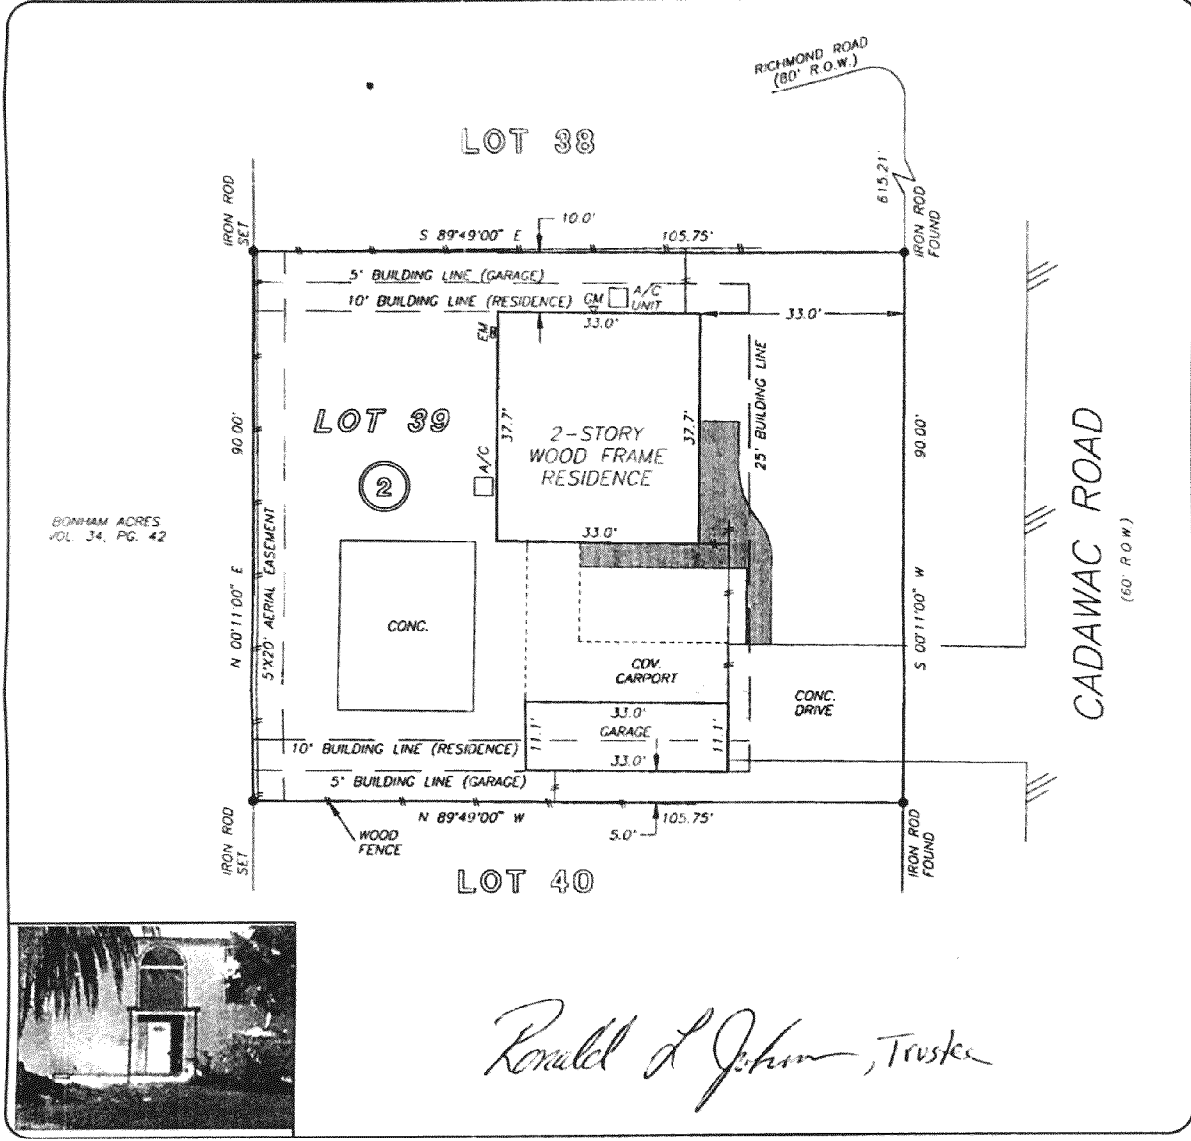 RICHMOND ROAD
(80' R.O.W.)
LOT 38
615.21'
IRON ROD
SET
IRON ROD
FOUND
10.0'
S 89°49'00" E
105.75'
5' BUILDING LINE (GARAGE)
10' BUILDING LINE (RESIDENCE)
GM
A/C
UNIT
33.0'
33.0'
EM
25' BUILDING LINE
90.00'
LOT 39
37.7'
2-STORY
WOOD FRAME
RESIDENCE
37.7'
90.00'
A/C
2
CADAWAC ROAD
(60' R.O.W.)
BONHAM ACRES
VOL. 34, PG. 42
33.0'
N 00°11'00" E
5'X20' AERIAL EASEMENT
CONC.
S 00°11'00" W
COV.
CARPORT
CONC.
DRIVE
33.0'
GARAGE
11.1'
11.1'
33.0'
10' BUILDING LINE (RESIDENCE)
5' BUILDING LINE (GARAGE)
N 89°49'00" W
5.0'
105.75'
WOOD
FENCE
IRON ROD
SET
IRON ROD
FOUND
LOT 40
Ronald L , Trustee